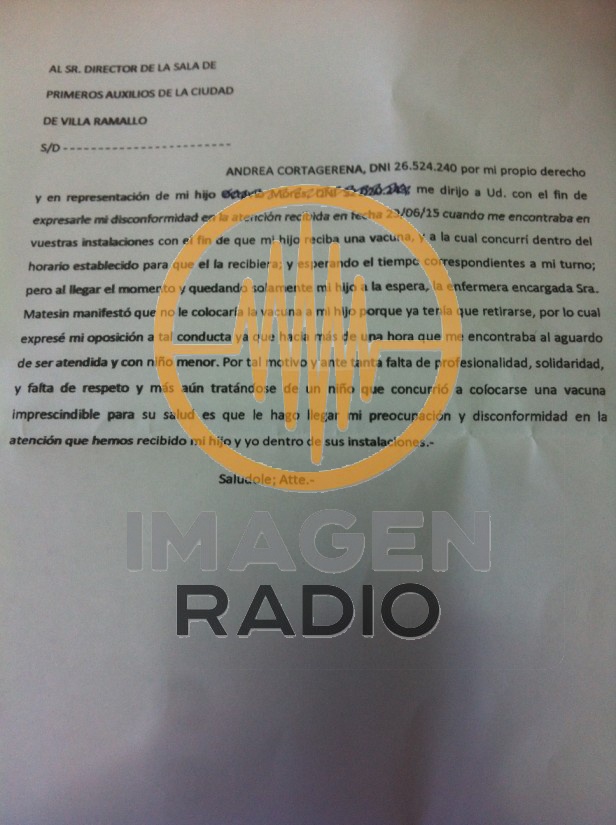 AL SR. DIRECTOR DE LA SALA DE
PRIMEROS AUXILIOS DE LA CIUDAD
DE VILLA RAMALLO
S/D -------------------------
ANDREA CORTAGERENA, DNI 26.524.240 por mi propio derecho
y en representación de mi hijo me dirijo a Ud. con el fin de
expresarle mi disconformidad en la atención recibida en fecha 23/06/15 cuando me encontraba en
vuestras instalaciones con el fin de que mi hijo reciba una vacuna, y a la cual concurrí dentro del
horario establecido para que el la recibiera; y esperando el tiempo correspondientes a mi turno;
pero al llegar el momento y quedando solamente mi hijo a la espera, la enfermera encargada Sra.
Matesin manifestó que no le colocaría la vacuna a mi hijo porque ya tenía que retirarse, por lo cual
expresé mi oposición a tal conducta ya que hacía más de una hora que me encontraba al aguardo
de ser atendida y con niño menor. Por tal motivo y ante tanta falta de profesionalidad, solidaridad,
y falta de respeto y más aún tratándose de un niño que concurrió a colocarse una vacuna
imprescindible para su salud es que le hago llegar mi preocupación y disconformidad en la
atención que hemos recibido mi hijo y yo dentro de sus instalaciones.-
Saludole; Atte.-
IMAGEN
RADIO